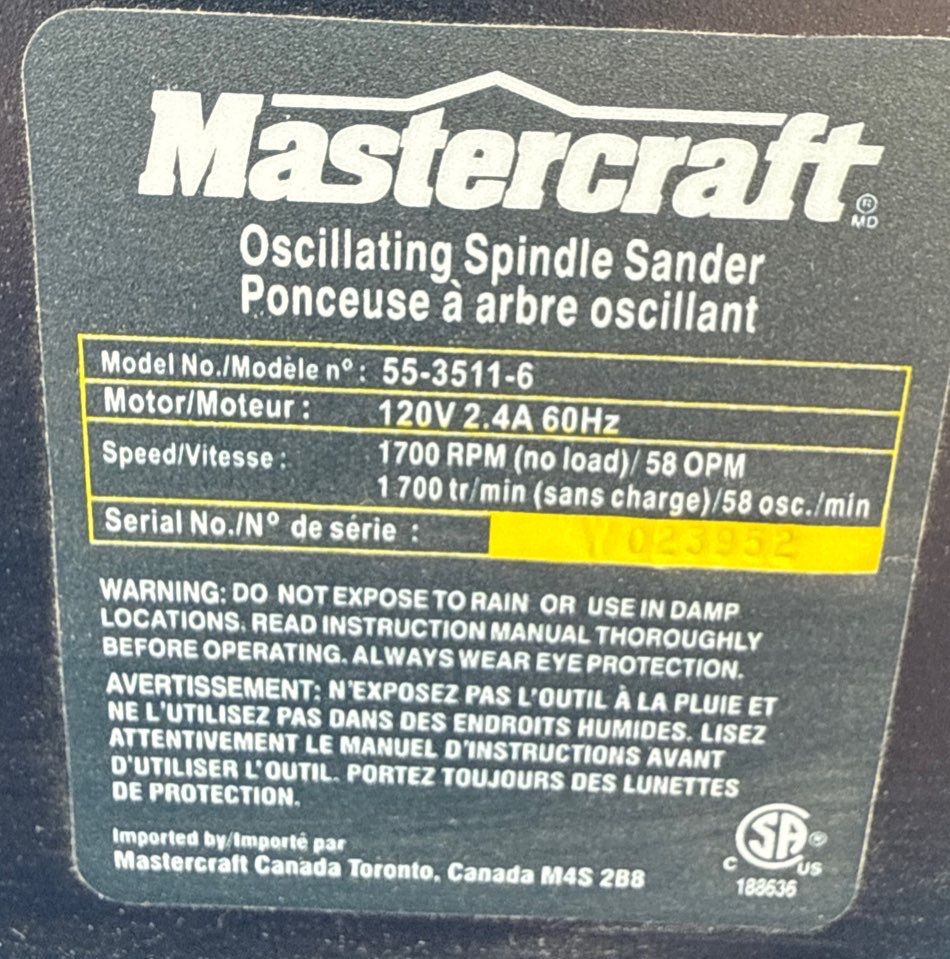 Mastercraft
® MD
Oscillating Spindle Sander
Ponceuse à arbre oscillant
Model No./Modèle nº : 55-3511-6
Motor/Moteur : 120V 2.4A 60Hz
Speed/Vitesse : 1700 RPM (no load)/ 58 OPM
1 700 tr/min (sans charge)/58 osc./min
Serial No./Nº de série : 023952
WARNING: DO NOT EXPOSE TO RAIN OR USE IN DAMP
LOCATIONS. READ INSTRUCTION MANUAL THOROUGHLY
BEFORE OPERATING. ALWAYS WEAR EYE PROTECTION.
AVERTISSEMENT: N'EXPOSEZ PAS L'OUTIL À LA PLUIE ET
NE L'UTILISEZ PAS DANS DES ENDROITS HUMIDES. LISEZ
ATTENTIVEMENT LE MANUEL D'INSTRUCTIONS AVANT
D'UTILISER L'OUTIL. PORTEZ TOUJOURS DES LUNETTES
DE PROTECTION.
Imported by/Importé par
Mastercraft Canada Toronto, Canada M4S 2B8
C SA ® US
188636